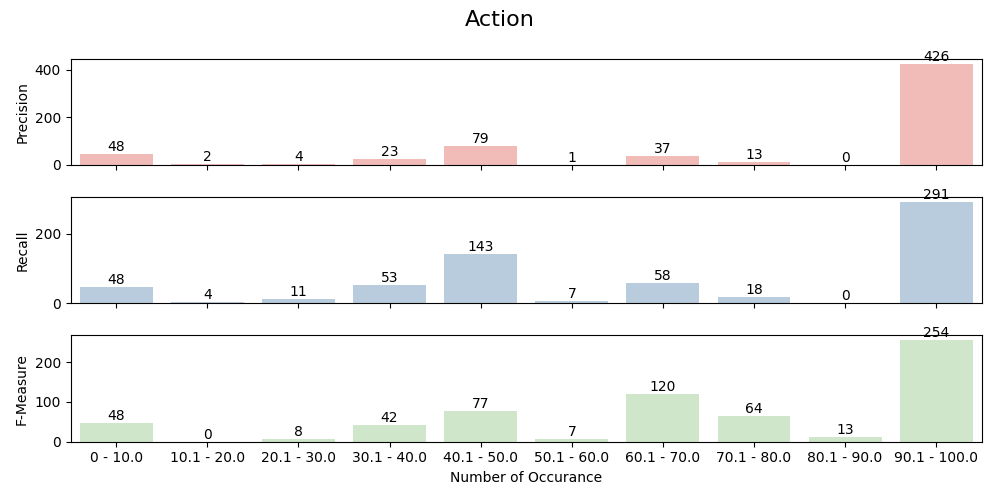 Action
Precision
400
200
0
48
2
4
23
79
1
37
13
0
426
Recall
200
0
48
4
11
53
143
7
58
18
0
291
F-Measure
200
100
0
48
0
8
42
77
7
120
64
13
254
0 - 10.0
10.1 - 20.0
20.1 - 30.0
30.1 - 40.0
40.1 - 50.0
50.1 - 60.0
60.1 - 70.0
70.1 - 80.0
80.1 - 90.0
90.1 - 100.0
Number of Occurance